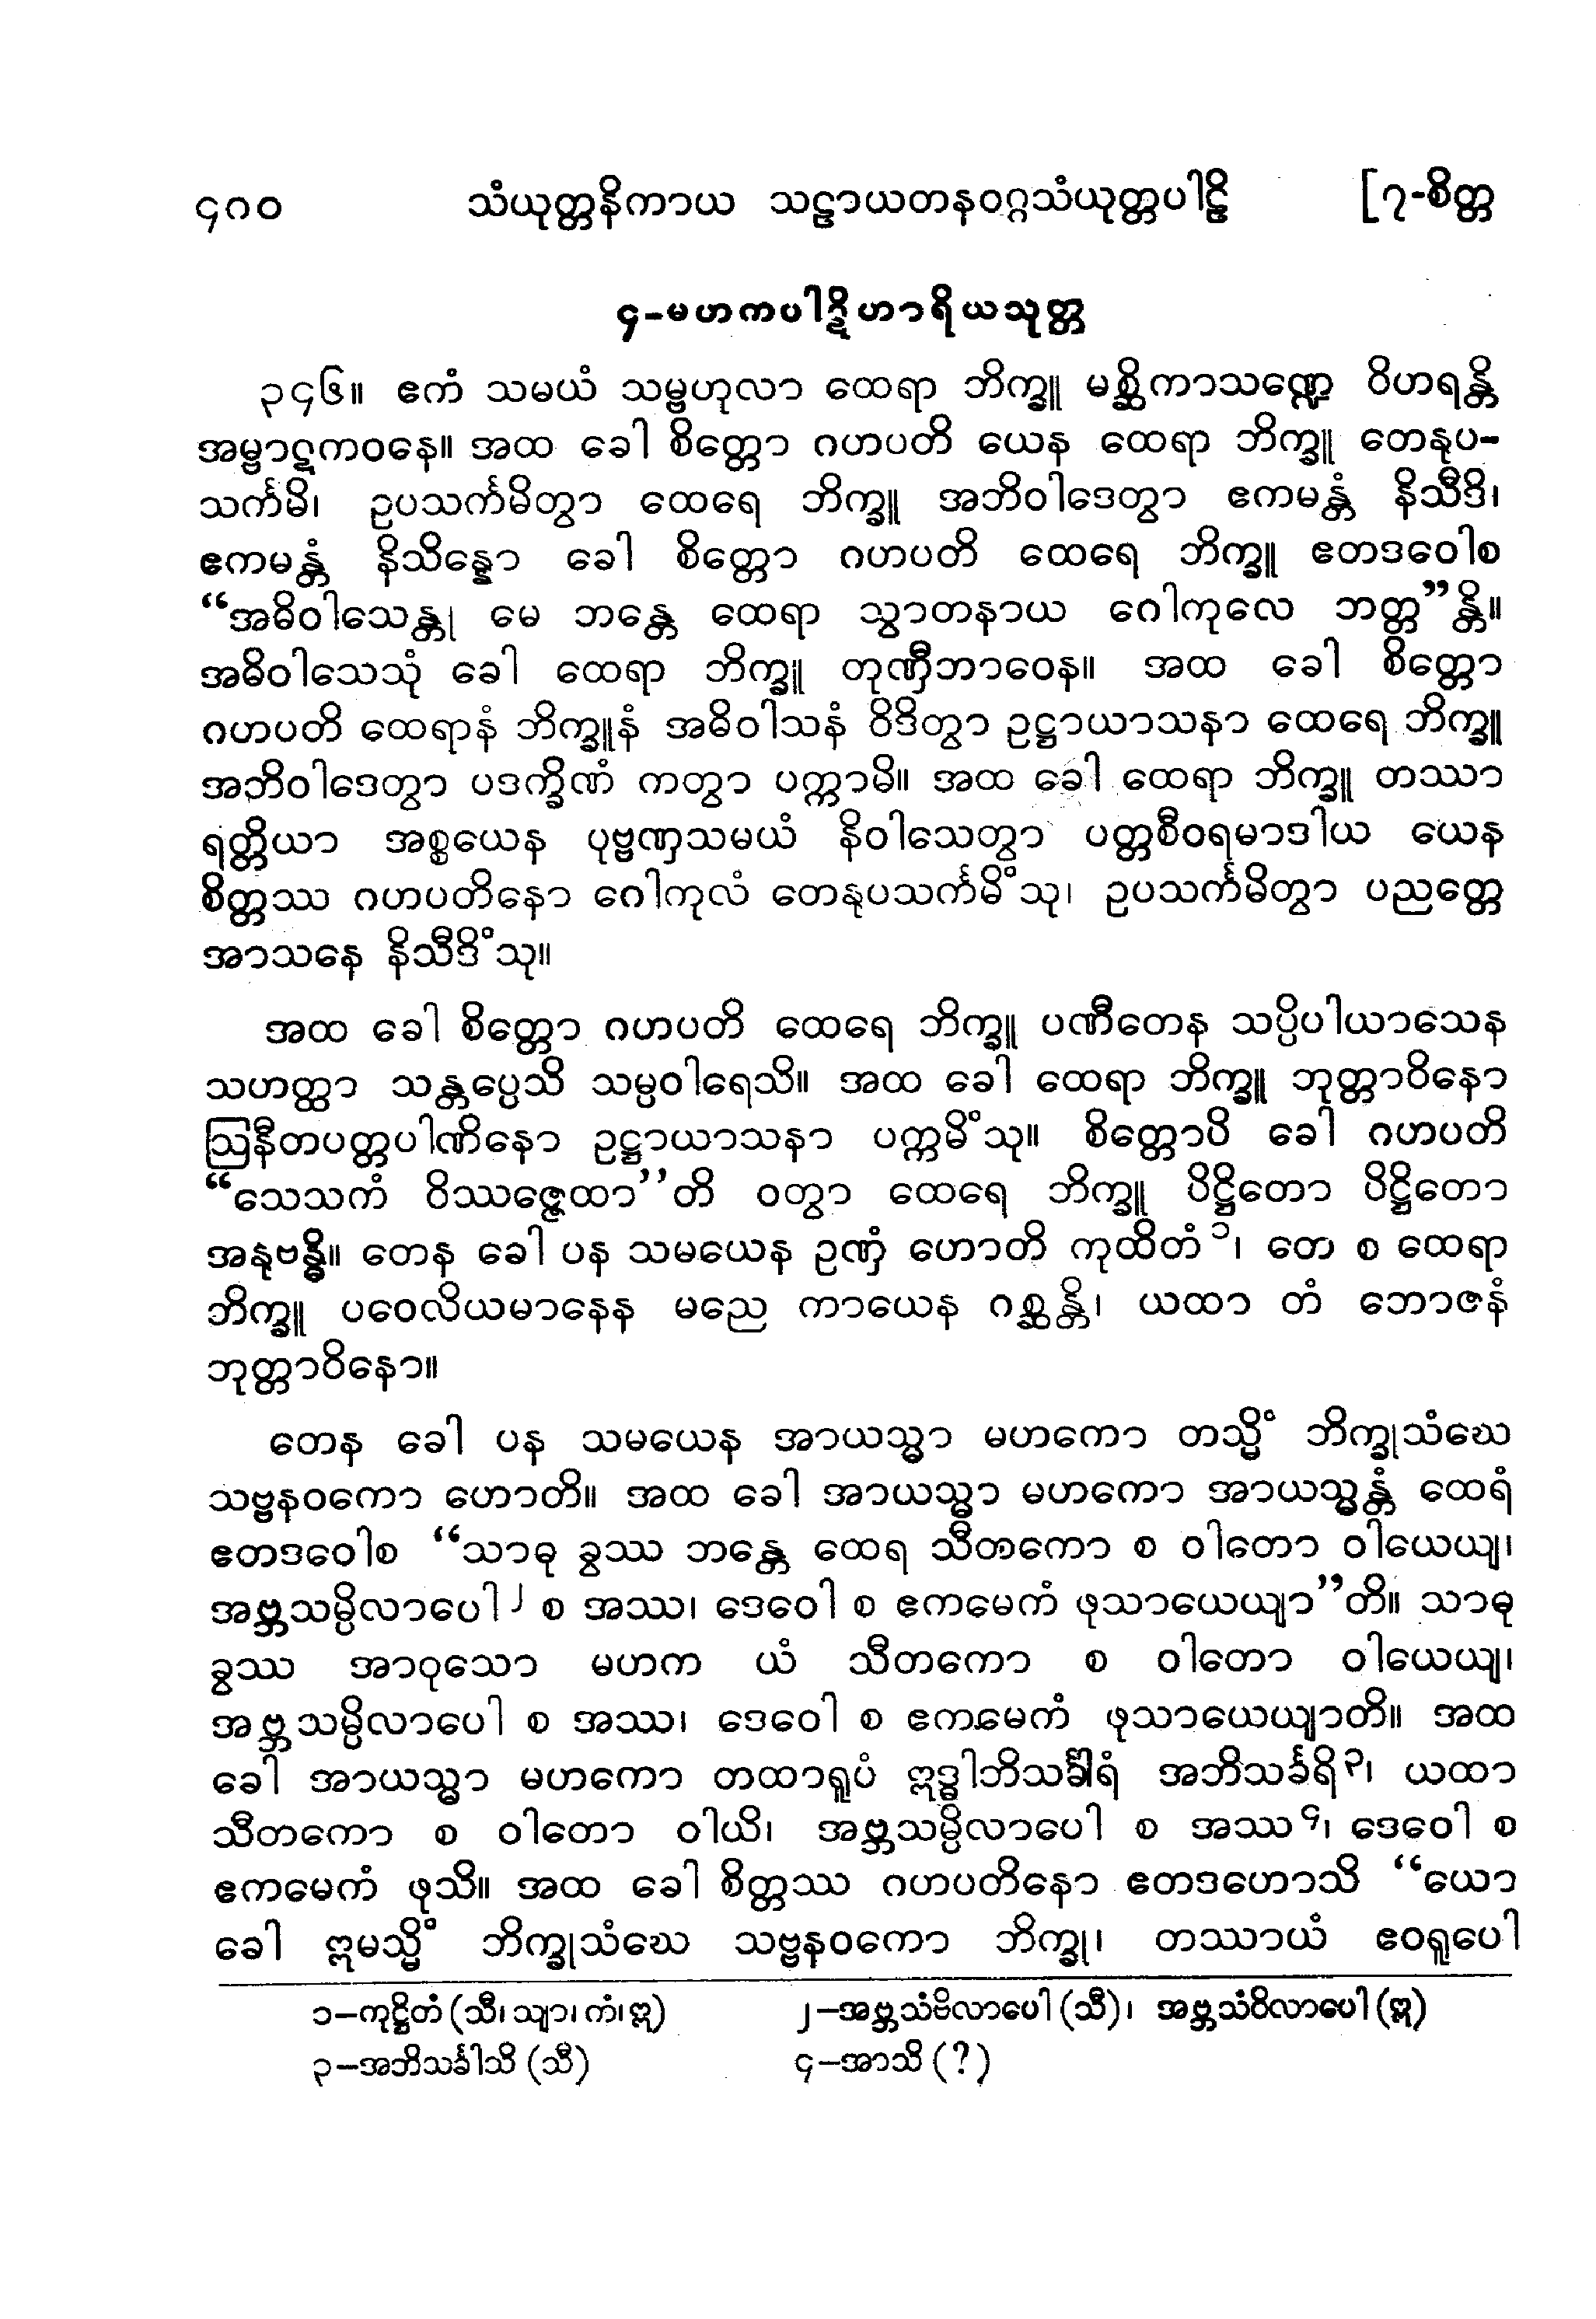 ၄၈၀ သံယုတ္တနိကာယ သဠာယတနဝဂ္ဂသံယုတ္တပါဠိ [၇-စိတ္တ
၄-မဟကပါဋိဟာရိယသုတ္တ
၃၄၆။ ဧကံ သမယံ သမ္ဗဟုလာ ထေရာ ဘိက္ခူ မစ္ဆိကာသဏ္ဍေ ဝိဟရန္တိ
အမ္ဗာဋကဝနေ။ အထ ခေါ စိတ္တော ဂဟပတိ ယေန ထေရာ ဘိက္ခူ တေနုပ-
သင်္ကမိ၊ ဥပသင်္ကမိတွာ ထေရေ ဘိက္ခူ အဘိဝါဒေတွာ ဧကမန္တံ နိသီဒိ၊
ဧကမန္တံ နိသိန္နော ခေါ စိတ္တော ဂဟပတိ ထေရေ ဘိက္ခူ ဧတဒဝေါစ
“အဓိဝါသေန္တု မေ ဘန္တေ ထေရာ သွာတနာယ ဂေါကုလေ ဘတ္တ”န္တိ။
အဓိဝါသေသုံ ခေါ ထေရာ ဘိက္ခူ တုဏှီဘာဝေန။ အထ ခေါ စိတ္တော
ဂဟပတိ ထေရာနံ ဘိက္ခူနံ အဓိဝါသနံ ဝိဒိတွာ ဥဋ္ဌာယာသနာ ထေရေ ဘိက္ခူ
အဘိဝါဒေတွာ ပဒက္ခိဏံ ကတွာ ပက္ကာမိ။ အထ ခေါ ထေရာ ဘိက္ခူ တဿာ
ရတ္တိယာ အစ္စယေန ပုဗ္ဗဏှသမယံ နိဝါသေတွာ ပတ္တစီဝရမာဒါယ ယေန
စိတ္တဿ ဂဟပတိနော ဂေါကုလံ တေနုပသင်္ကမိံသု၊ ဥပသင်္ကမိတွာ ပညတ္တေ
အာသနေ နိသီဒိံသု။
အထ ခေါ စိတ္တော ဂဟပတိ ထေရေ ဘိက္ခူ ပဏီတေန သပ္ပိပါယာသေန
သဟတ္ထာ သန္တပ္ပေသိ သမ္ပဝါရေသိ။ အထ ခေါ ထေရာ ဘိက္ခူ ဘုတ္တာဝိနော
ဩနီတပတ္တပါဏိနော ဥဋ္ဌာယာသနာ ပက္ကမိံသု။ စိတ္တောပိ ခေါ ဂဟပတိ
“သေသကံ ဝိဿဇ္ဇေထာ”တိ ဝတွာ ထေရေ ဘိက္ခူ ပိဋ္ဌိတော ပိဋ္ဌိတော
အနုဗန္ဓိ။ တေန ခေါ ပန သမယေန ဥဏှံ ဟောတိ ကုထိတံ၁၊ တေ စ ထေရာ
ဘိက္ခူ ပဝေလိယမာနေန မညေ ကာယေန ဂစ္ဆန္တိ၊ ယထာ တံ ဘောဇနံ
ဘုတ္တာဝိနော။
တေန ခေါ ပန သမယေန အာယသ္မာ မဟကော တသ္မိံ ဘိက္ခုသံဃေ
သဗ္ဗနဝကော ဟောတိ။ အထ ခေါ အာယသ္မာ မဟကော အာယသ္မန္တံ ထေရံ
ဧတဒဝေါစ “သာဓု ခွဿ ဘန္တေ ထေရ သီတကော စ ဝါတော ဝါယေယျ၊
အဗ္ဘသမ္ပိလာပေါ၂ စ အဿ၊ ဒေဝေါ စ ဧကမေကံ ဖုသာယေယျာ”တိ။ သာဓု
ခွဿ အာဝုသော မဟက ယံ သီတကော စ ဝါတော ဝါယေယျ၊
အဗ္ဘသမ္ပိလာပေါ စ အဿ၊ ဒေဝေါ စ ဧကမေကံ ဖုသာယေယျာတိ။ အထ
ခေါ အာယသ္မာ မဟကော တထာရူပံ ဣဒ္ဓါဘိသင်္ခါရံ အဘိသင်္ခရိ၃၊ ယထာ
သီတကော စ ဝါတော ဝါယိ၊ အဗ္ဘသမ္ပိလာပေါ စ အဿ၄၊ ဒေဝေါ စ
ဧကမေကံ ဖုသိ။ အထ ခေါ စိတ္တဿ ဂဟပတိနော ဧတဒဟောသိ “ယော
ခေါ ဣမသ္မိံ ဘိက္ခုသံဃေ သဗ္ဗနဝကော ဘိက္ခု၊ တဿာယံ ဧဝရူပေါ
၁–ကုဋ္ဌိတံ (သီ၊ သျာ၊ ကံ၊ ဣ) ၂–အဗ္ဘသံဗိလာပေါ (သီ)၊ အဗ္ဘသံဝိလာပေါ (ဣ)
၃–အဘိသင်္ခါသိ (သီ) ၄–အာသိ (?)